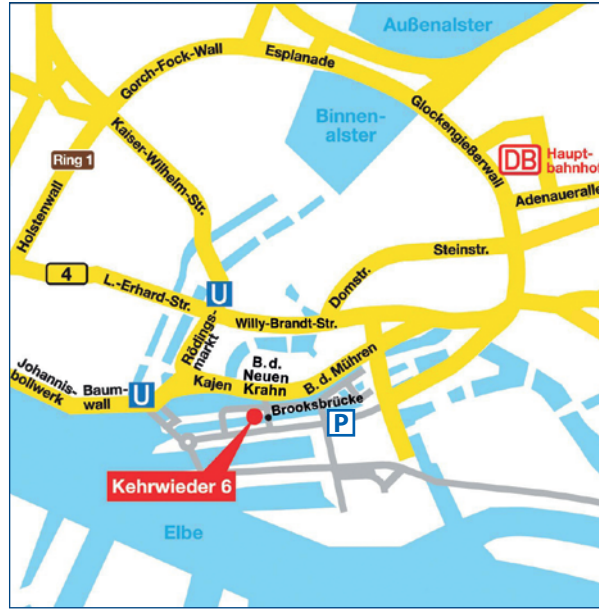 Außenalster
Gorch-Fock-Wall
Esplanade
Binnen-
alster
Glockengießerwall
Kaiser-Wilhelm-Str.
Ring 1
DB
Haupt-
bahnhof
Adenauerallee
Holstenwall
Steinstr.
4
L.-Erhard-Str.
U
Domstr.
Willy-Brandt-Str.
Rödings-
markt
Johannis-
bollwerk
Baum-
wall
U
Kajen
B. d.
Neuen
Krahn
B. d. Mühren
Brooksbrücke
P
Kehrwieder 6
Elbe